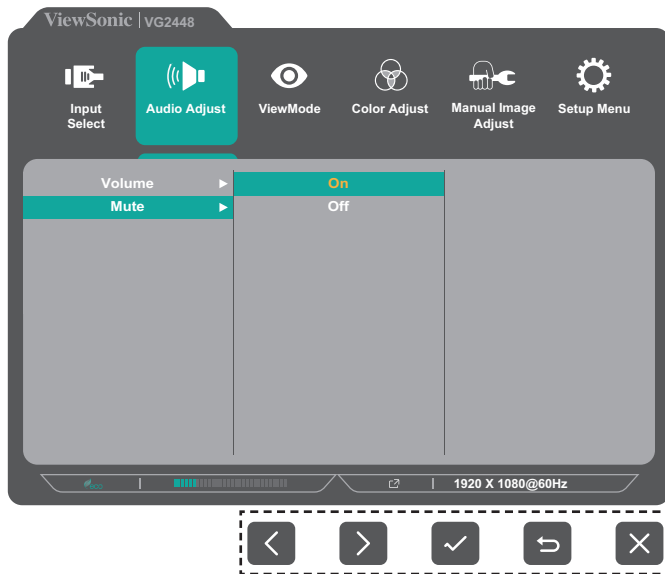 ViewSonic VG2448
Input
Select
Audio Adjust
ViewMode
Color Adjust
Manual Image
Adjust
Setup Menu
Volume
On
Mute
Off
eco
1920 X 1080@60Hz